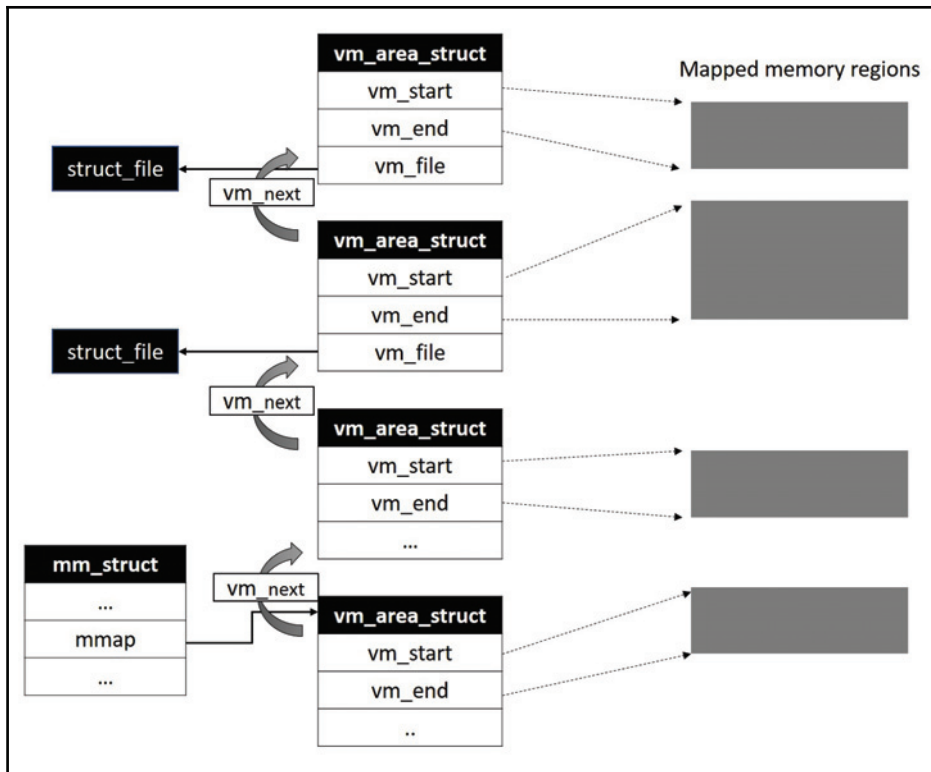 vm_area_struct
vm_start
vm_end
vm_file
Mapped memory regions
struct_file
vm_next
vm_area_struct
vm_start
vm_end
vm_file
struct_file
vm_next
vm_area_struct
vm_start
vm_end
...
mm_struct
...
mmap
...
vm_next
vm_area_struct
vm_start
vm_end
..